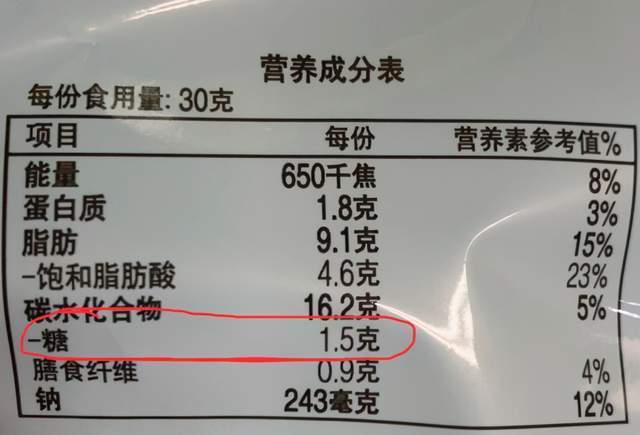 营养成分表
每份食用量: 30克
项目 每份 营养素参考值%
能量 650千焦 8%
蛋白质 1.8克 3%
脂肪 9.1克 15%
-饱和脂肪酸 4.6克 23%
碳水化合物 16.2克 5%
-糖 1.5克
膳食纤维 0.9克 4%
钠 243毫克 12%